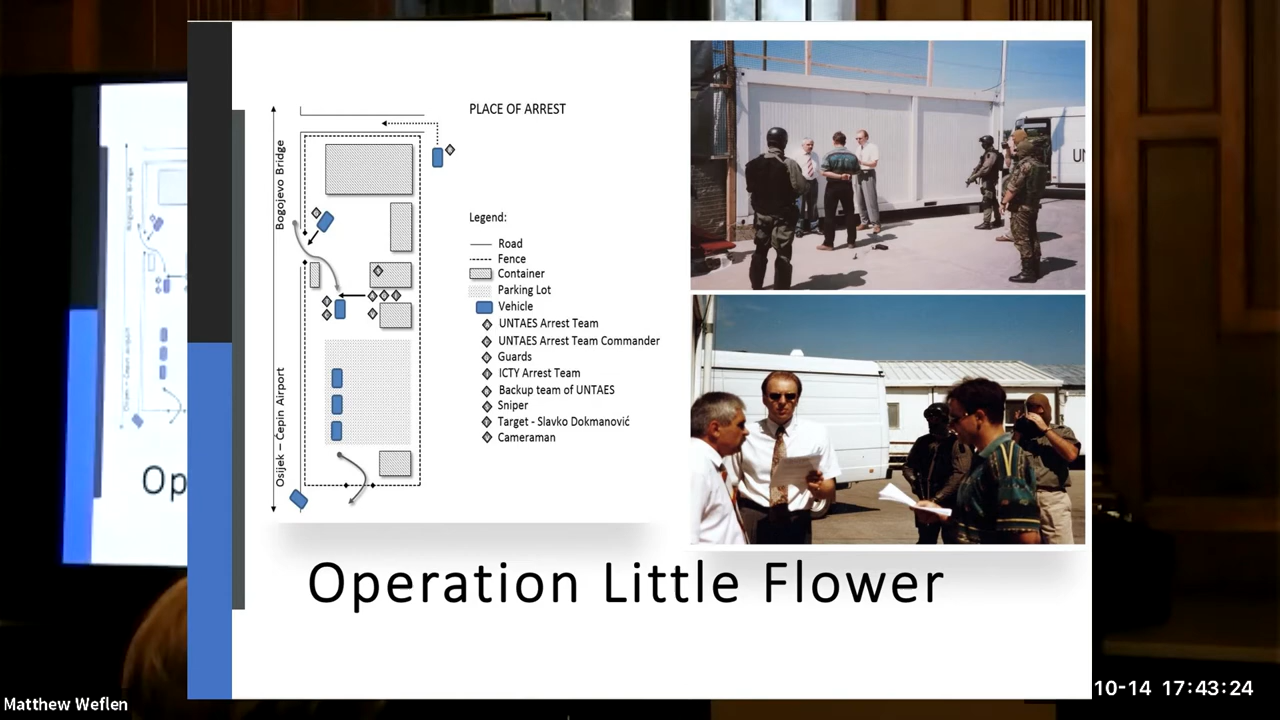 PLACE OF ARREST
Bogojevo Bridge
Osijek – Čepin Airport
Legend:
Road
Fence
Container
Parking Lot
Vehicle
UNTAES Arrest Team
UNTAES Arrest Team Commander
Guards
ICTY Arrest Team
Backup team of UNTAES
Sniper
Target - Slavko Dokmanović
Cameraman
UN
Operation Little Flower
Op
Matthew Weflen
10-14 17:43:24